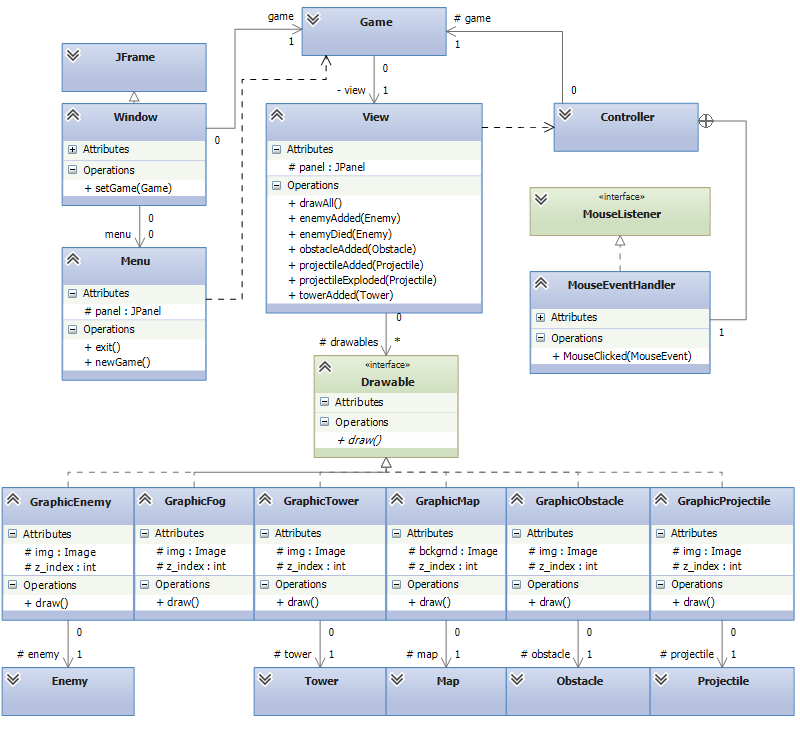 Game
game
1
# game
1
JFrame
0
- view
1
0
Window
Attributes
Operations
+ setGame(Game)
0
View
Attributes
# panel : JPanel
Operations
+ drawAll()
+ enemyAdded(Enemy)
+ enemyDied(Enemy)
+ obstacleAdded(Obstacle)
+ projectileAdded(Projectile)
+ projectileExploded(Projectile)
+ towerAdded(Tower)
Controller
«interface»
MouseListener
0
menu
0
Menu
Attributes
# panel : JPanel
Operations
+ exit()
+ newGame()
MouseEventHandler
Attributes
Operations
+ MouseClicked(MouseEvent)
1
0
# drawables
*
«interface»
Drawable
Attributes
Operations
+ draw()
GraphicEnemy
Attributes
# img : Image
# z_index : int
Operations
+ draw()
GraphicFog
Attributes
# img : Image
# z_index : int
Operations
+ draw()
GraphicTower
Attributes
# img : Image
# z_index : int
Operations
+ draw()
GraphicMap
Attributes
# bckgrnd : Image
# z_index : int
Operations
+ draw()
GraphicObstacle
Attributes
# img : Image
# z_index : int
Operations
+ draw()
GraphicProjectile
Attributes
# img : Image
# z_index : int
Operations
+ draw()
0
# enemy
1
0
# tower
1
0
# map
1
0
# obstacle
1
0
# projectile
1
Enemy
Tower
Map
Obstacle
Projectile